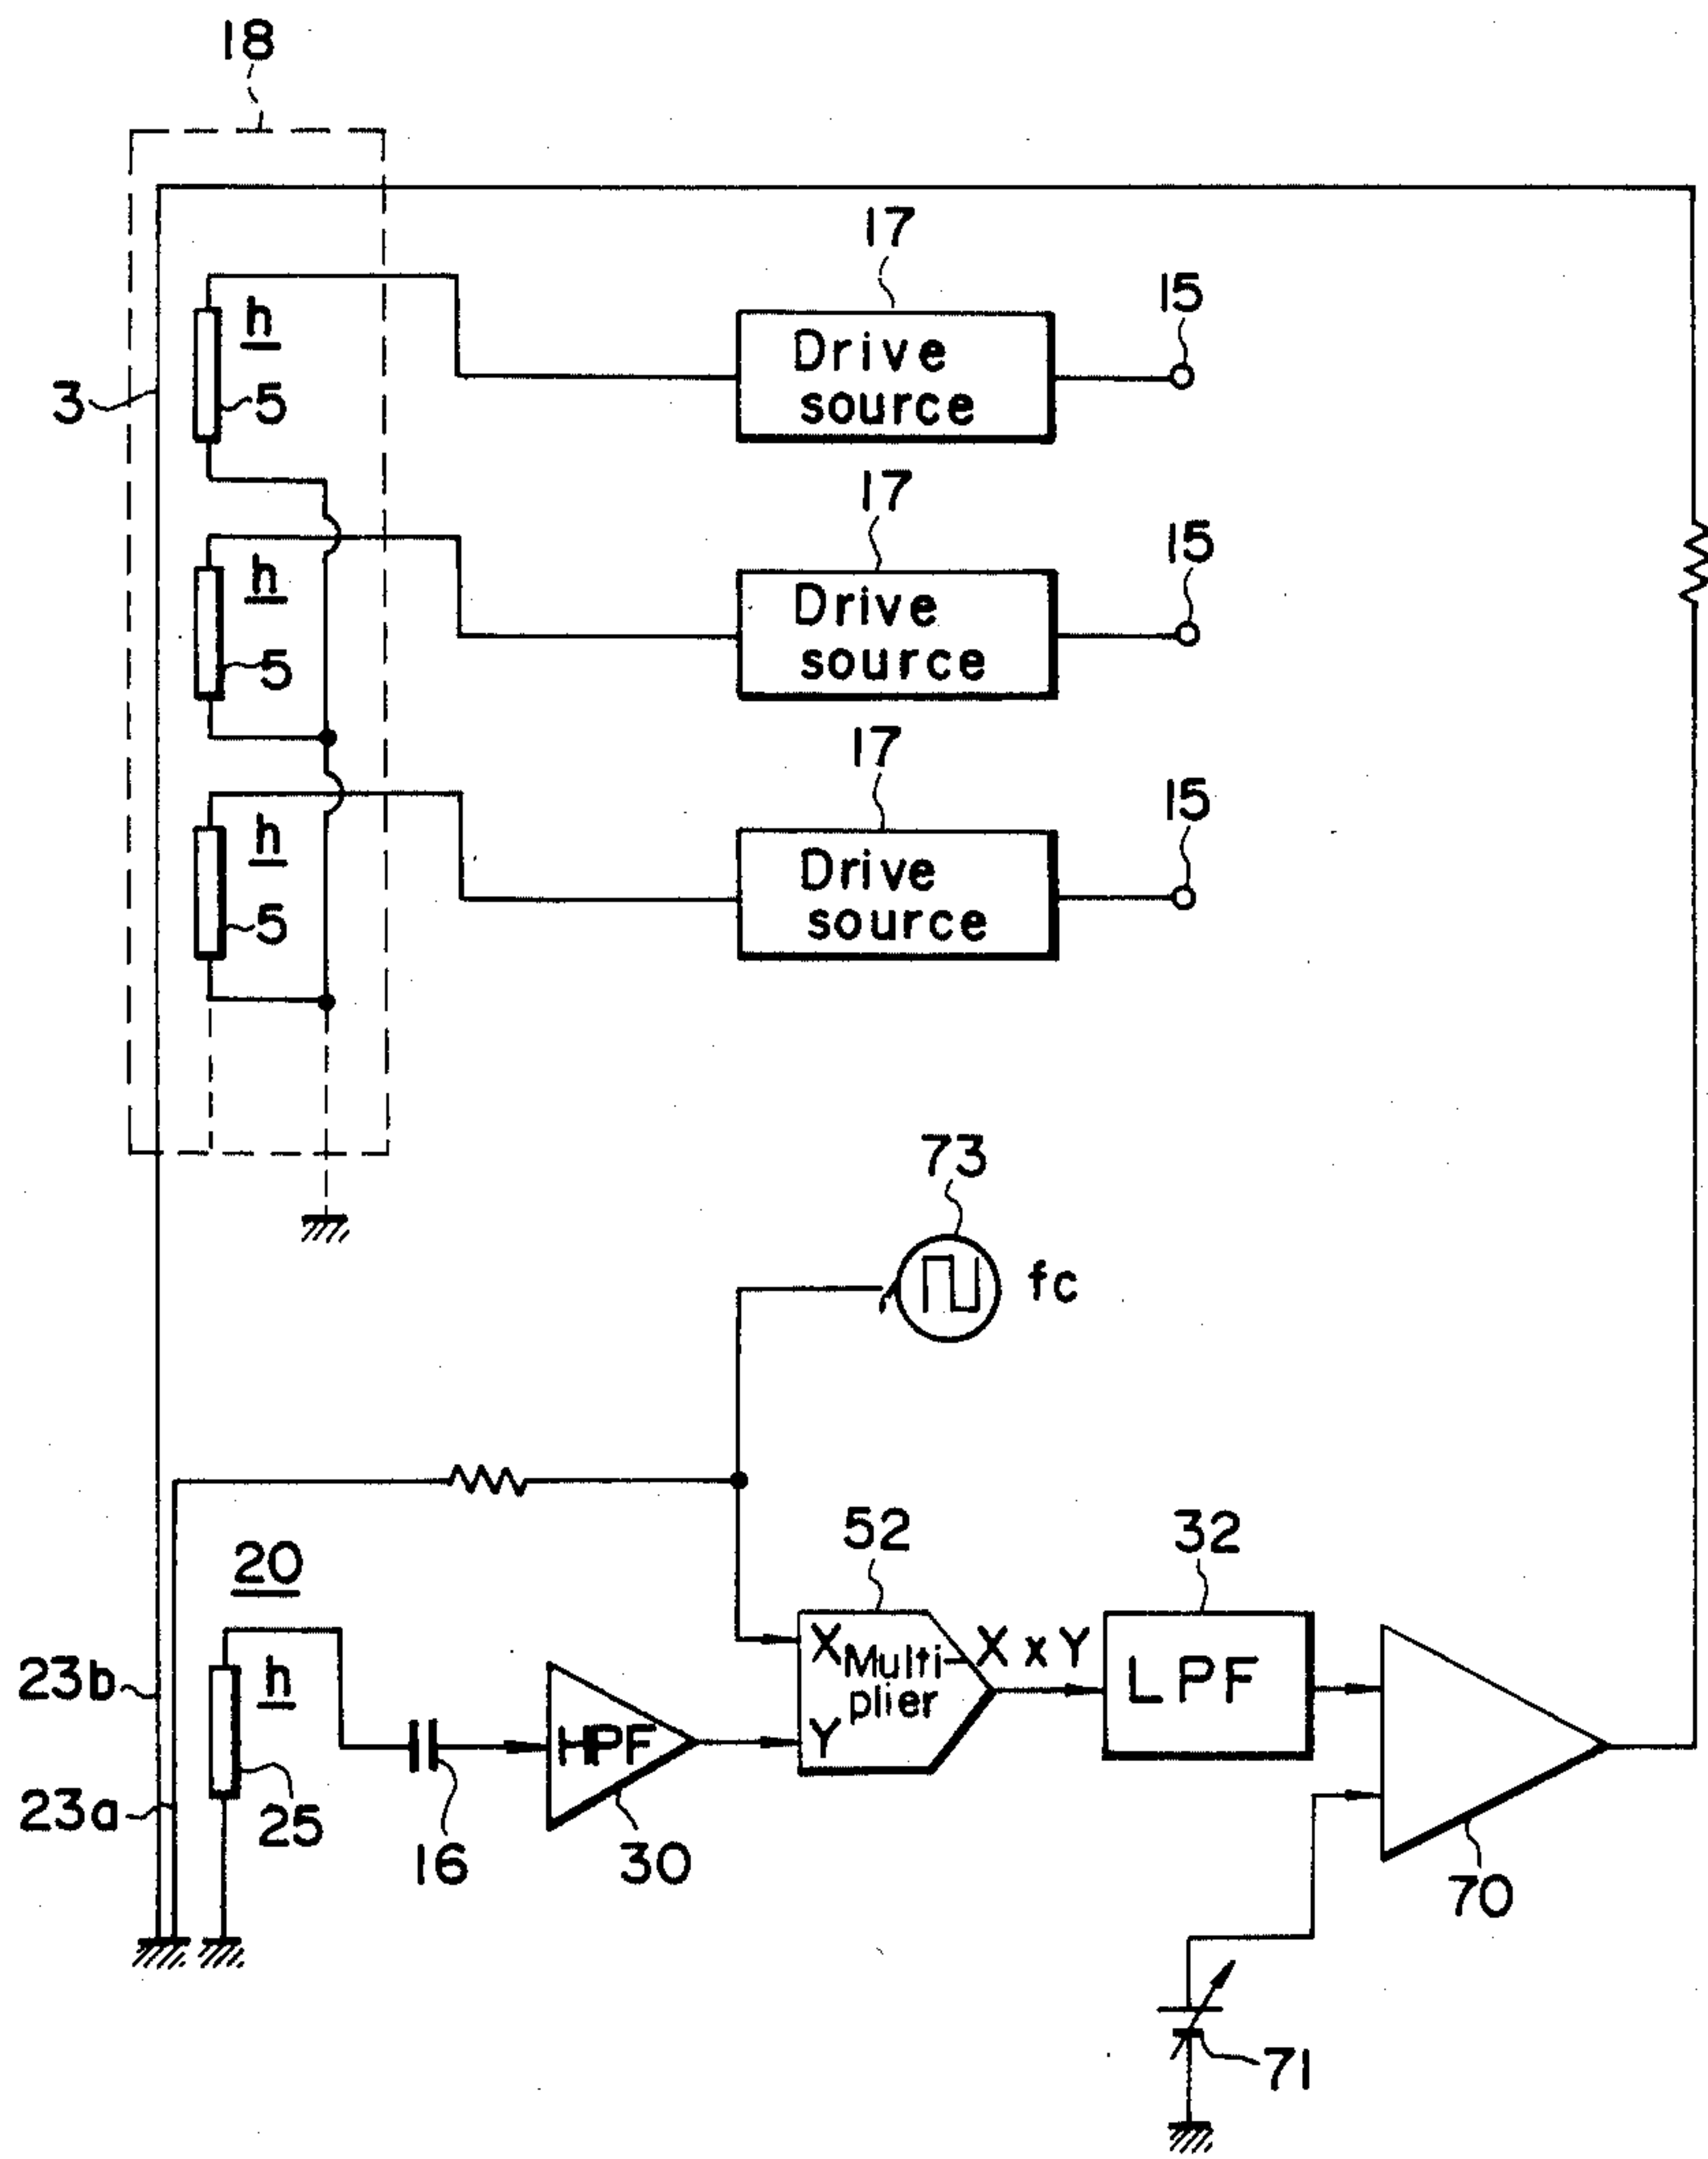 18
17
15
h
Drive
source
3
5
17
15
h
Drive
source
5
17
15
h
Drive
source
5
73
fc
52
32
20
X
Multi-
plier
X x Y
LPF
23b
h
HPF
Y
23a
25
16
30
70
71